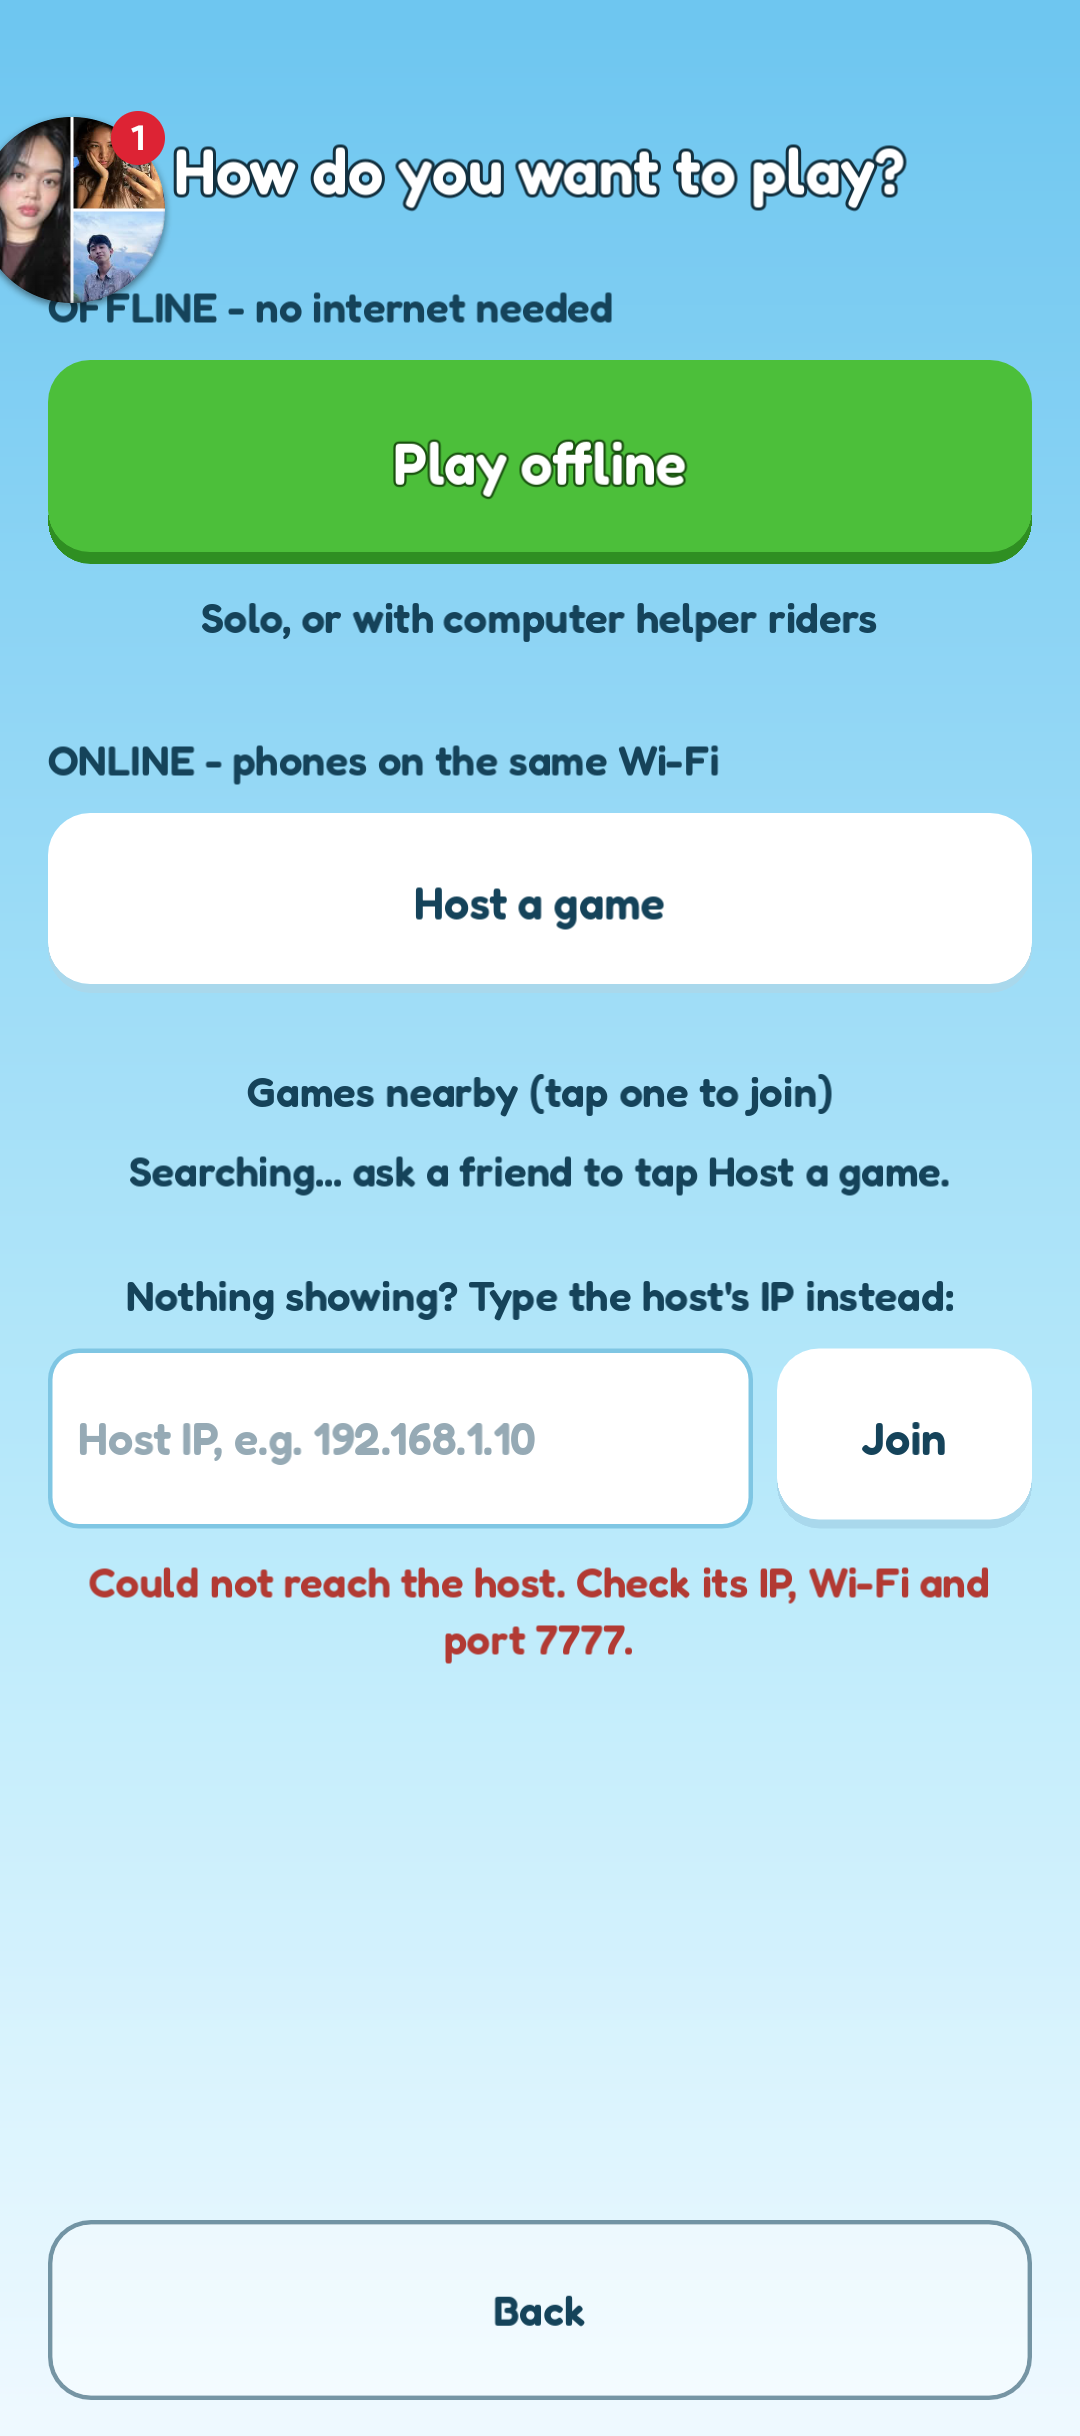 1
How do you want to play?
OFFLINE - no internet needed
Play offline
Solo, or with computer helper riders
ONLINE - phones on the same Wi-Fi
Host a game
Games nearby (tap one to join)
Searching... ask a friend to tap Host a game.
Nothing showing? Type the host's IP instead:
Host IP, e.g. 192.168.1.10
Join
Could not reach the host. Check its IP, Wi-Fi and
port 7777.
Back